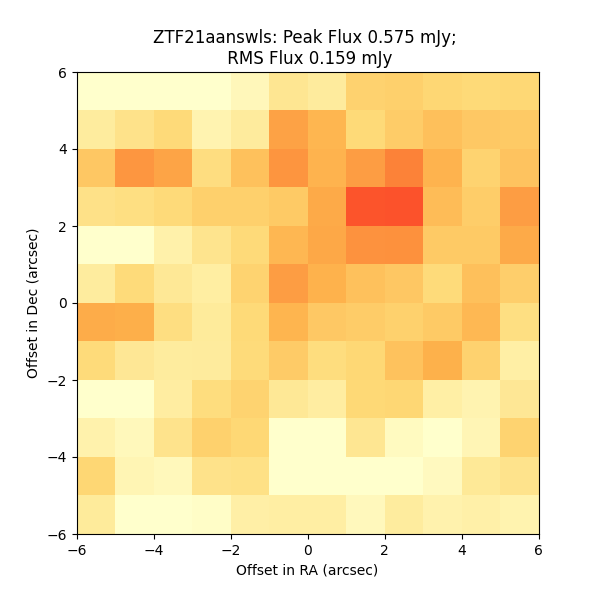 ZTF21aanswls: Peak Flux 0.575 mJy;
RMS Flux 0.159 mJy
6
4
2
0
−2
−4
−6
Offset in Dec (arcsec)
−6 −4 −2 0 2 4 6
Offset in RA (arcsec)